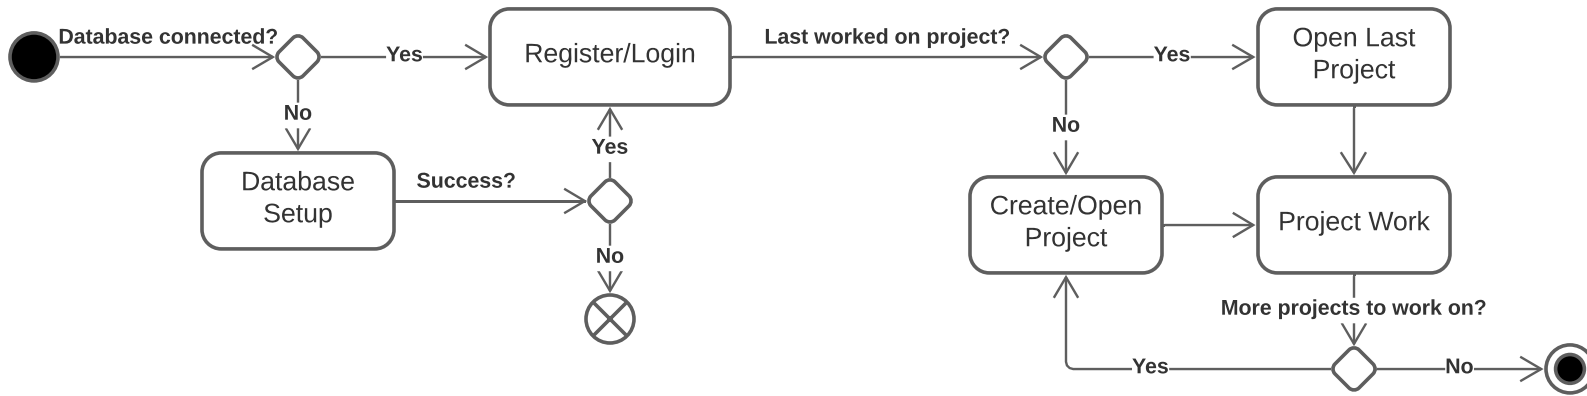 Database connected?
Yes
Register/Login
Last worked on project?
Yes
Open Last
Project
No
No
Database
Setup
Success?
Yes
No
Create/Open
Project
Project Work
More projects to work on?
Yes
No